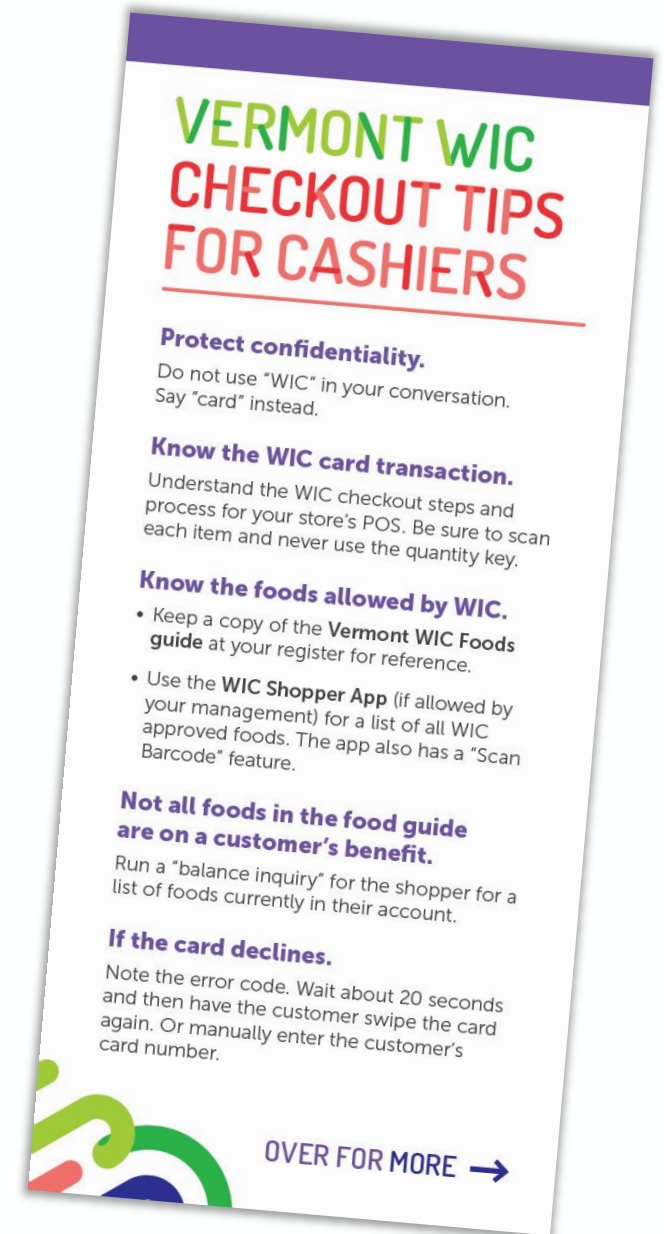 VERMONT WIC
CHECKOUT TIPS
FOR CASHIERS
Protect confidentiality.
Do not use "WIC" in your conversation.
Say "card" instead.
Know the WIC card transaction.
Understand the WIC checkout steps and
process for your store's POS. Be sure to scan
each item and never use the quantity key.
Know the foods allowed by WIC.
• Keep a copy of the Vermont WIC Foods
guide at your register for reference.
• Use the WIC Shopper App (if allowed by
your management) for a list of all WIC
approved foods. The app also has a "Scan
Barcode" feature.
Not all foods in the food guide
are on a customer's benefit.
Run a "balance inquiry" for the shopper for a
list of foods currently in their account.
If the card declines.
Note the error code. Wait about 20 seconds
and then have the customer swipe the card
again. Or manually enter the customer's
card number.
OVER FOR MORE →